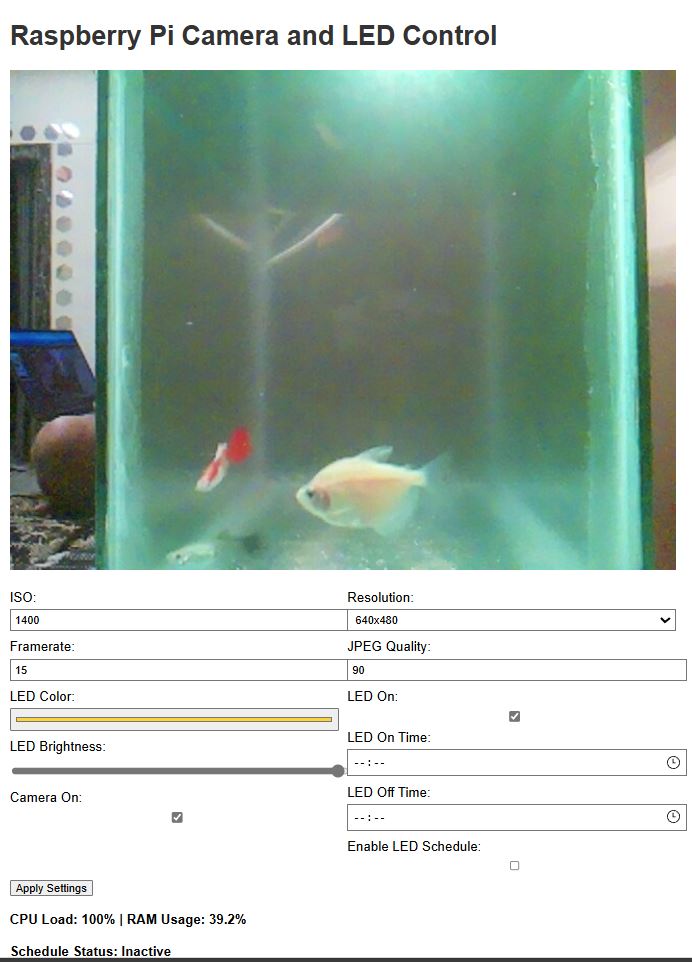 Raspberry Pi Camera and LED Control
ISO:
1400
Resolution:
640x480
Framerate:
15
JPEG Quality:
90
LED Color:
LED On:
LED Brightness:
LED On Time:
--:--
Camera On:
LED Off Time:
--:--
Enable LED Schedule:
Apply Settings
CPU Load: 100% | RAM Usage: 39.2%
Schedule Status: Inactive